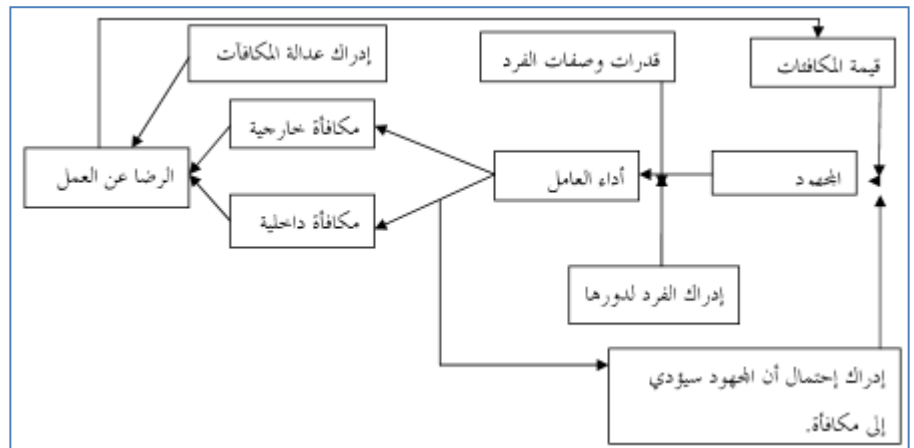 قيمة المكافئات
قدرات وصفات الفرد
إدراك عدالة المكافآت
مكافأة خارجية
المجهود
أداء العامل
الرضا عن العمل
مكافأة داخلية
إدراك الفرد لدورها
إدراك إحتمال أن المجهود سيؤدي
إلى مكافأة.